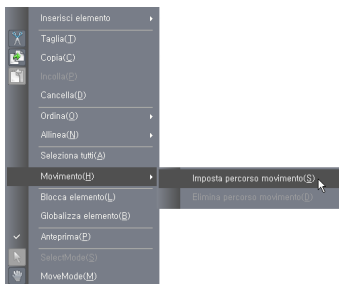 Inserisci elemento
Taglia(T)
Copia(C)
Incolla(P)
Cancella(D)
Ordina(O)
Allinea(N)
Seleziona tutti(A)
Movimento(H)
Imposta percorso movimento(S)
Blocca elemento(L)
Elimina percorso movimento(D)
Globalizza elemento(B)
Anteprima(P)
SelectMode(S)
MoveMode(M)